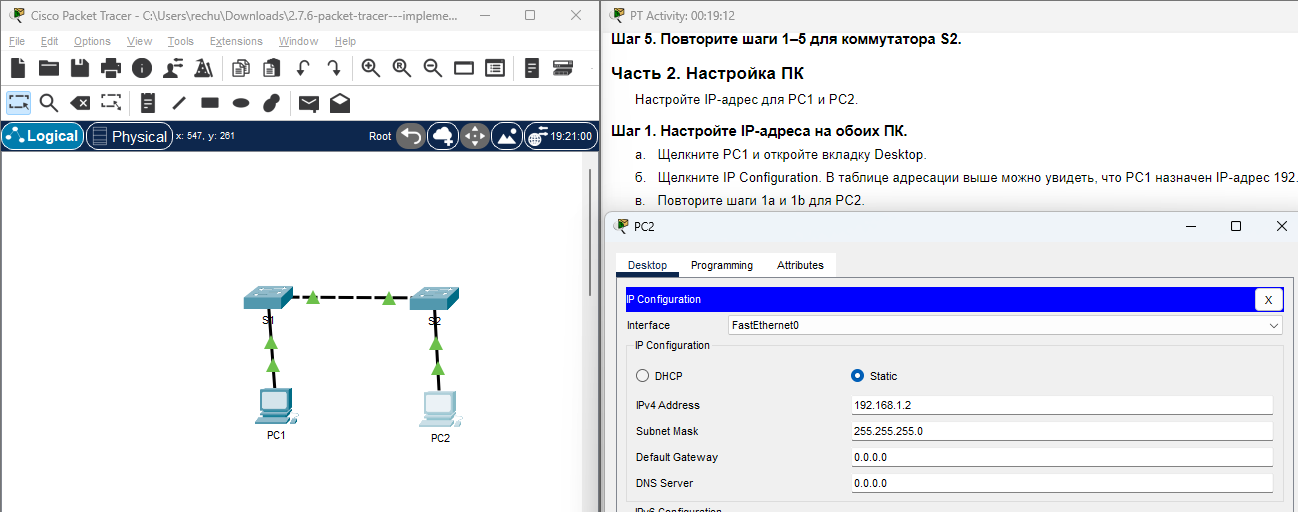 Cisco Packet Tracer - C:\Users\rechu\Downloads\2.7.6-packet-tracer---impleme...
File Edit Options View Tools Extensions Window Help
Logical Physical x: 547, y: 261 Root 19:21:00
S1 S2
PC1 PC2
PT Activity: 00:19:12
Шаг 5. Повторите шаги 1–5 для коммутатора S2.
Часть 2. Настройка ПК
Настройте IP-адрес для PC1 и PC2.
Шаг 1. Настройте IP-адреса на обоих ПК.
а. Щелкните PC1 и откройте вкладку Desktop.
б. Щелкните IP Configuration. В таблице адресации выше можно увидеть, что PC1 назначен IP-адрес 192.
в. Повторите шаги 1a и 1b для PC2.
PC2
Desktop Programming Attributes
IP Configuration X
Interface FastEthernet0
IP Configuration
DHCP Static
IPv4 Address 192.168.1.2
Subnet Mask 255.255.255.0
Default Gateway 0.0.0.0
DNS Server 0.0.0.0
IPv6 Configuration